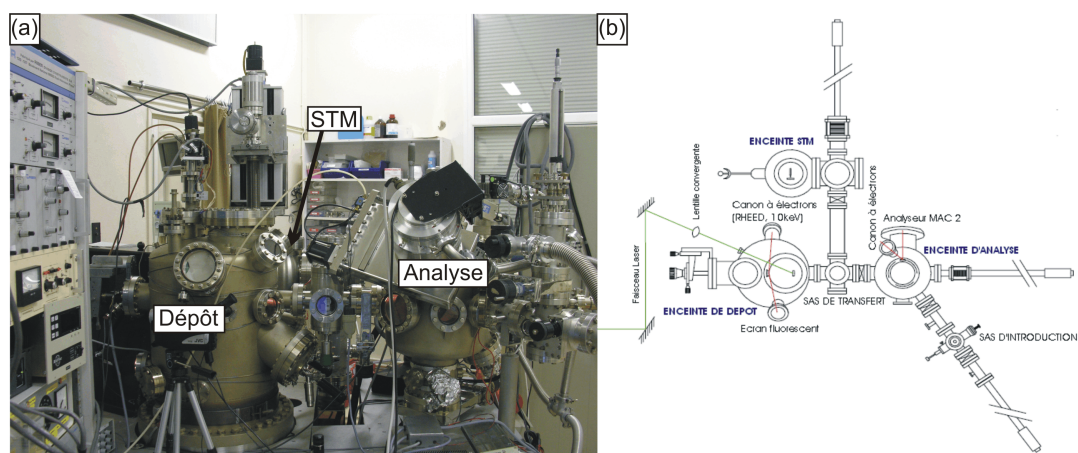 (a)
STM
Analyse
Dépôt
(b)
ENCEINTE STM
Lentille convergente
Canon à électrons
[RHEED, 10keV]
Canon à électrons
Analyseur MAC 2
ENCEINTE D'ANALYSE
Faisceau Laser
SAS DE TRANSFERT
ENCEINTE DE DEPOT
Ecran fluorescent
SAS D'INTRODUCTION